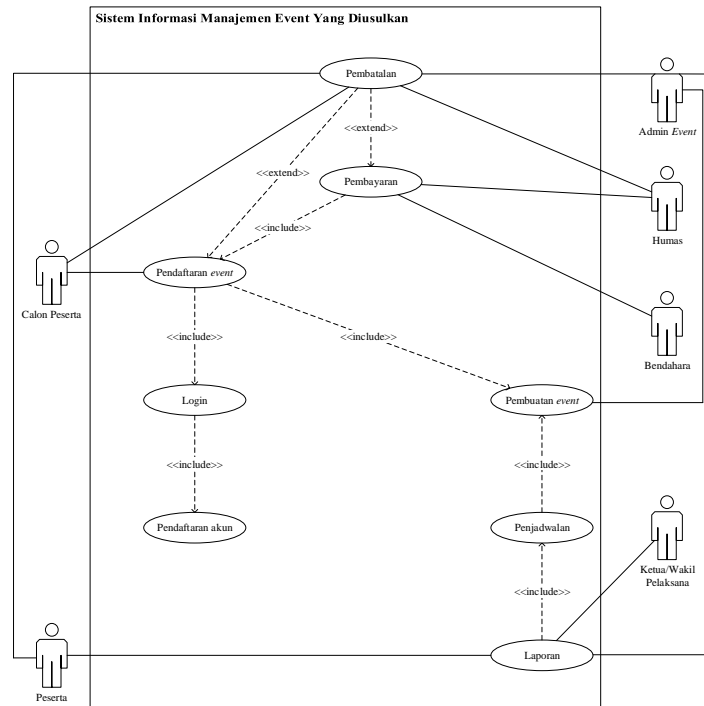 Sistem Informasi Manajemen Event Yang Diusulkan
Pembatalan
Admin Event
<<extend>>
<<extend>>
Pembayaran
Humas
<<include>>
Pendaftaran event
Calon Peserta
<<include>>
<<include>>
Bendahara
Login
Pembuatan event
<<include>>
<<include>>
Pendaftaran akun
Penjadwalan
Ketua/Wakil
Pelaksana
<<include>>
Laporan
Peserta